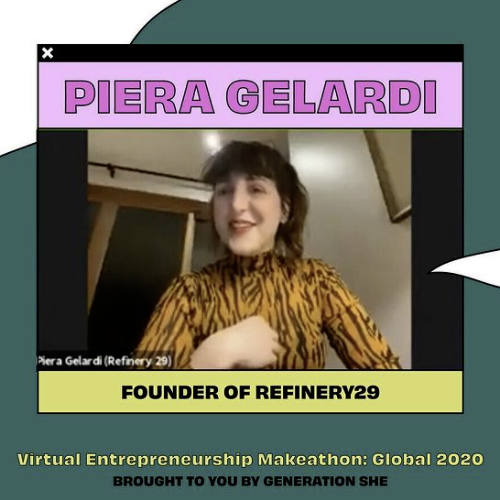 PIERA GELARDI
Piera Gelardi (Refinery 29)
FOUNDER OF REFINERY29
Virtual Entrepreneurship Makeathon: Global 2020
BROUGHT TO YOU BY GENERATION SHE